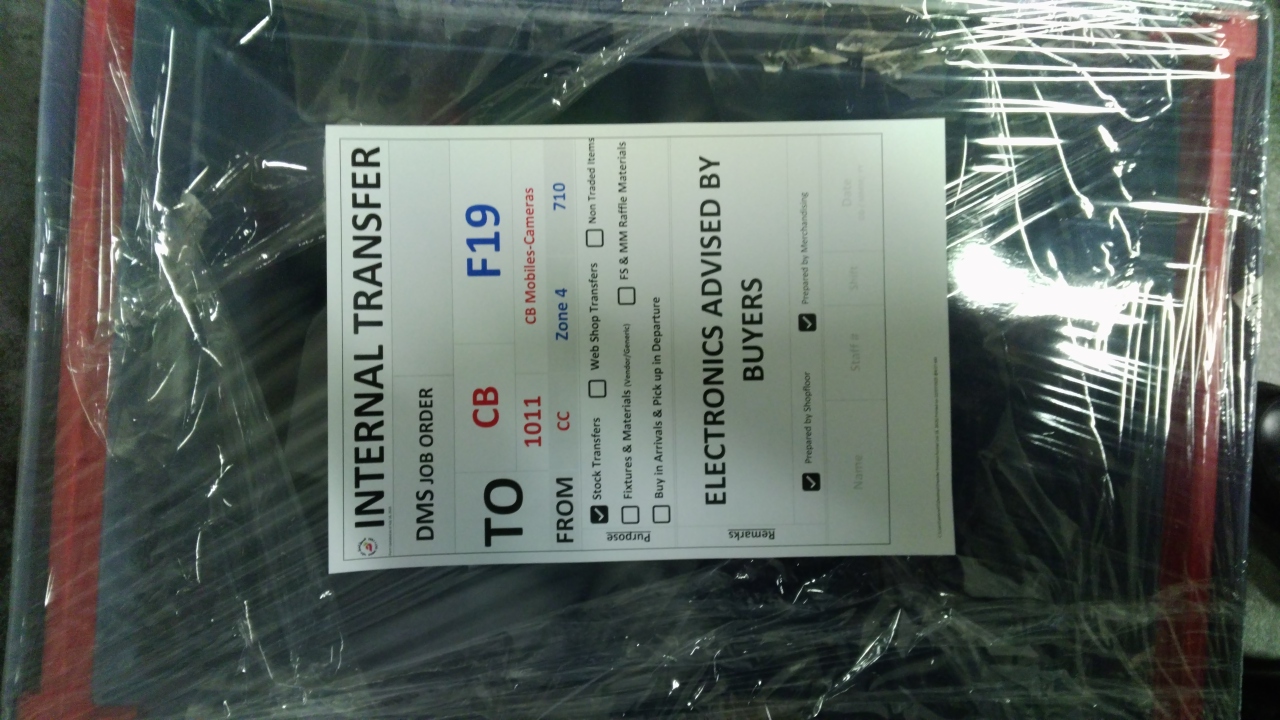 INTERNAL TRANSFER
DMS JOB ORDER
TO CB F19
1011 CB Mobiles-Cameras
FROM CC Zone 4 710
Purpose
Stock Transfers Web Shop Transfers Non Traded Items
Fixtures & Materials (Vendor/Generic) FS & MM Raffle Materials
Buy in Arrivals & Pick up in Departure
Remarks
ELECTRONICS ADVISED BY
BUYERS
Prepared by Shopfloor Prepared by Merchandising
Name Staff # Shift Date